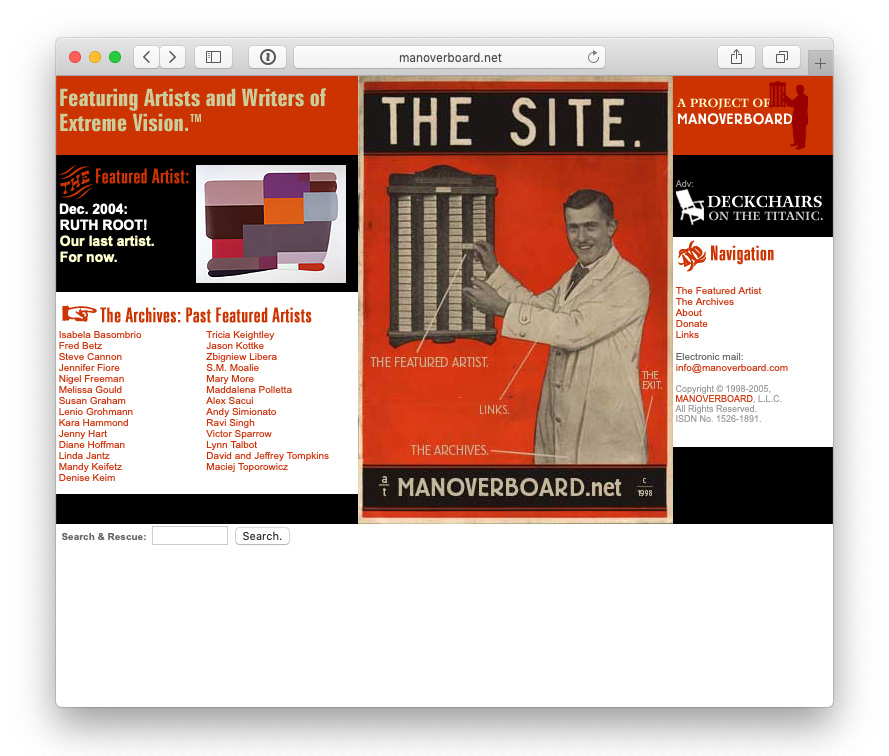 manoverboard.net
Featuring Artists and Writers of
Extreme Vision.™
THE Featured Artist:
Dec. 2004:
RUTH ROOT!
Our last artist.
For now.
The Archives: Past Featured Artists
Isabela Basombrio
Fred Betz
Steve Cannon
Jennifer Fiore
Nigel Freeman
Melissa Gould
Susan Graham
Lenio Grohmann
Kara Hammond
Jenny Hart
Diane Hoffman
Linda Jantz
Mandy Keifetz
Denise Keim
Tricia Keightley
Jason Kottke
Zbigniew Libera
S.M. Moalie
Mary More
Maddalena Polletta
Alex Sacui
Andy Simionato
Ravi Singh
Victor Sparrow
Lynn Talbot
David and Jeffrey Tompkins
Maciej Toporowicz
THE SITE.
THE FEATURED ARTIST.
LINKS.
THE
EXIT.
THE ARCHIVES.
at MANOVERBOARD.net c 1998
A PROJECT OF
MANOVERBOARD
Adv:
DECKCHAIRS
ON THE TITANIC.
Navigation
The Featured Artist
The Archives
About
Donate
Links
Electronic mail:
info@manoverboard.com
Copyright © 1998-2005,
MANOVERBOARD, L.L.C.
All Rights Reserved.
ISDN No. 1526-1891.
Search & Rescue: Search.